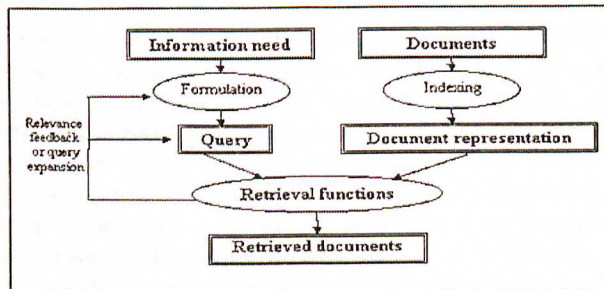 Information need
Documents
Formulation
Indexing
Relevance
feedback
or query
expansion
Query
Document representation
Retrieval functions
Retrieved documents